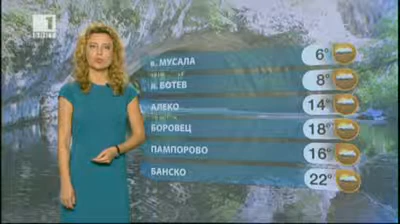 1
БНТ
в. МУСАЛА 6°
в. БОТЕВ 8°
АЛЕКО 14°
БОРОВЕЦ 18°
ПАМПОРОВО 16°
БАНСКО 22°